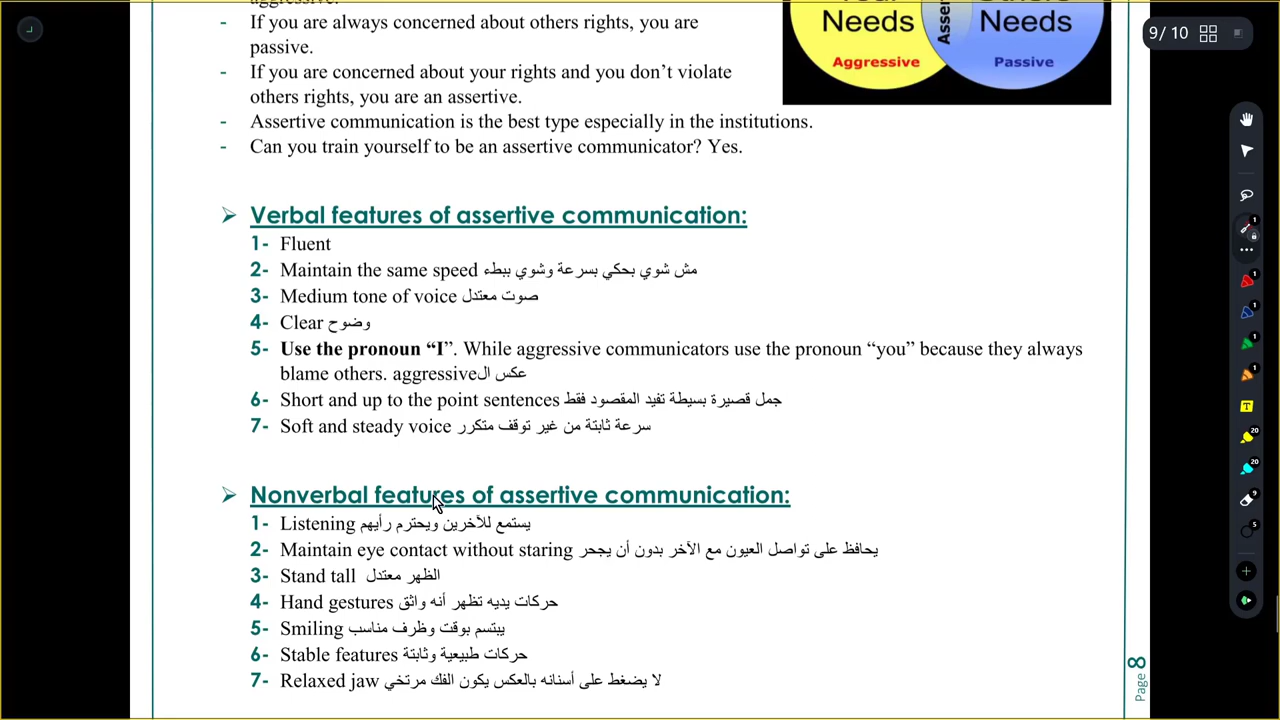 aggressive.
- If you are always concerned about others rights, you are
passive.
- If you are concerned about your rights and you don’t violate
others rights, you are an assertive.
- Assertive communication is the best type especially in the institutions.
- Can you train yourself to be an assertive communicator? Yes.
Needs
Needs
Aggressive
Passive
9/10
➢ Verbal features of assertive communication:
1- Fluent
2- Maintain the same speed مش شوي بحكي بسرعة وشوي ببطء
3- Medium tone of voice صوت معتدل
4- Clear وضوح
5- Use the pronoun “I”. While aggressive communicators use the pronoun “you” because they always
blame others. aggressiveعكس ال
6- Short and up to the point sentences جمل قصيرة بسيطة تفيد المقصود فقط
7- Soft and steady voice سرعة ثابتة من غير توقف متكرر
➢ Nonverbal features of assertive communication:
1- Listening يستمع للآخرين ويحترم رأيهم
2- Maintain eye contact without staring يحافظ على تواصل العيون مع الآخر بدون أن يجحر
3- Stand tall الظهر معتدل
4- Hand gestures حركات يديه تظهر أنه واثق
5- Smiling يبتسم بوقت وظرف مناسب
6- Stable features حركات طبيعية وثابتة
7- Relaxed jaw لا يضغط على أسنانه بالعكس يكون الفك مرتخي
Page 8